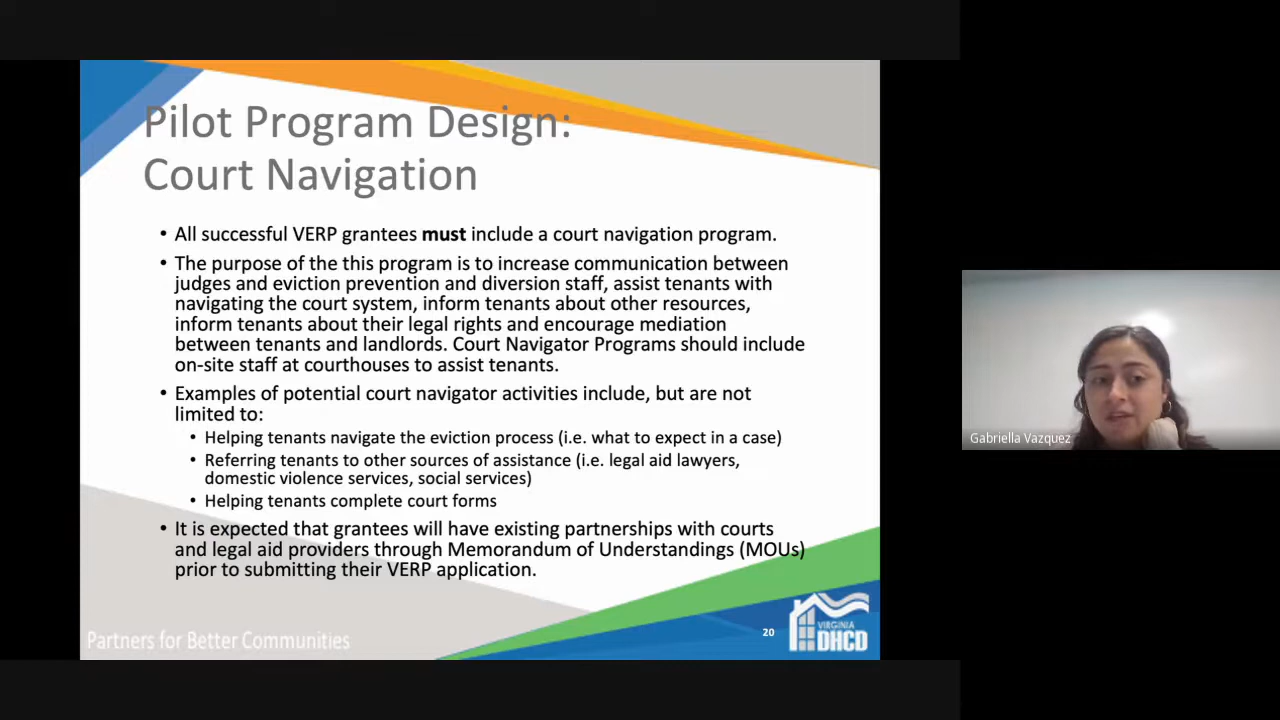 Pilot Program Design:
Court Navigation
• All successful VERP grantees must include a court navigation program.
• The purpose of the this program is to increase communication between
judges and eviction prevention and diversion staff, assist tenants with
navigating the court system, inform tenants about other resources,
inform tenants about their legal rights and encourage mediation
between tenants and landlords. Court Navigator Programs should include
on-site staff at courthouses to assist tenants.
• Examples of potential court navigator activities include, but are not
limited to:
• Helping tenants navigate the eviction process (i.e. what to expect in a case)
• Referring tenants to other sources of assistance (i.e. legal aid lawyers,
domestic violence services, social services)
• Helping tenants complete court forms
• It is expected that grantees will have existing partnerships with courts
and legal aid providers through Memorandum of Understandings (MOUs)
prior to submitting their VERP application.
Partners for Better Communities
20
VIRGINIA
DHCD
Gabriella Vazquez